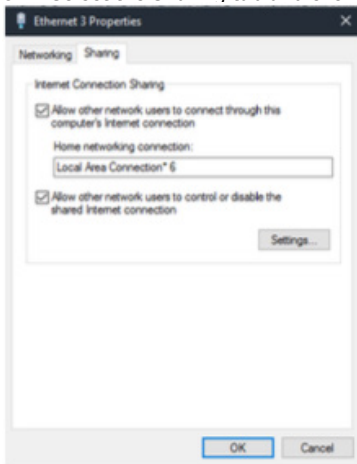 Ethernet 3 Properties
Networking
Sharing
Internet Connection Sharing
Allow other network users to connect through this
computer's Internet connection
Home networking connection:
Local Area Connection* 6
Allow other network users to control or disable the
shared Internet connection
Settings...
OK
Cancel